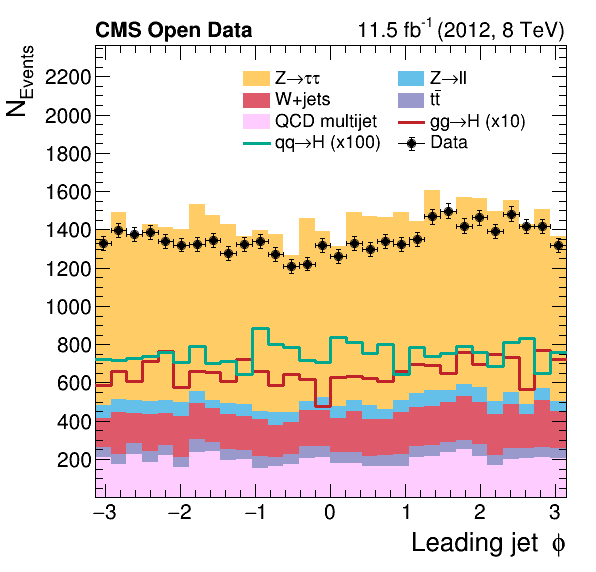 CMS Open Data 11.5 fb⁻¹ (2012, 8 TeV)
N_Events
2200
2000
1800
1600
1400
1200
1000
800
600
400
200
Z→ττ Z→ll
W+jets tt̄
QCD multijet gg→H (x10)
qq→H (x100) Data
−3 −2 −1 0 1 2 3
Leading jet ϕ